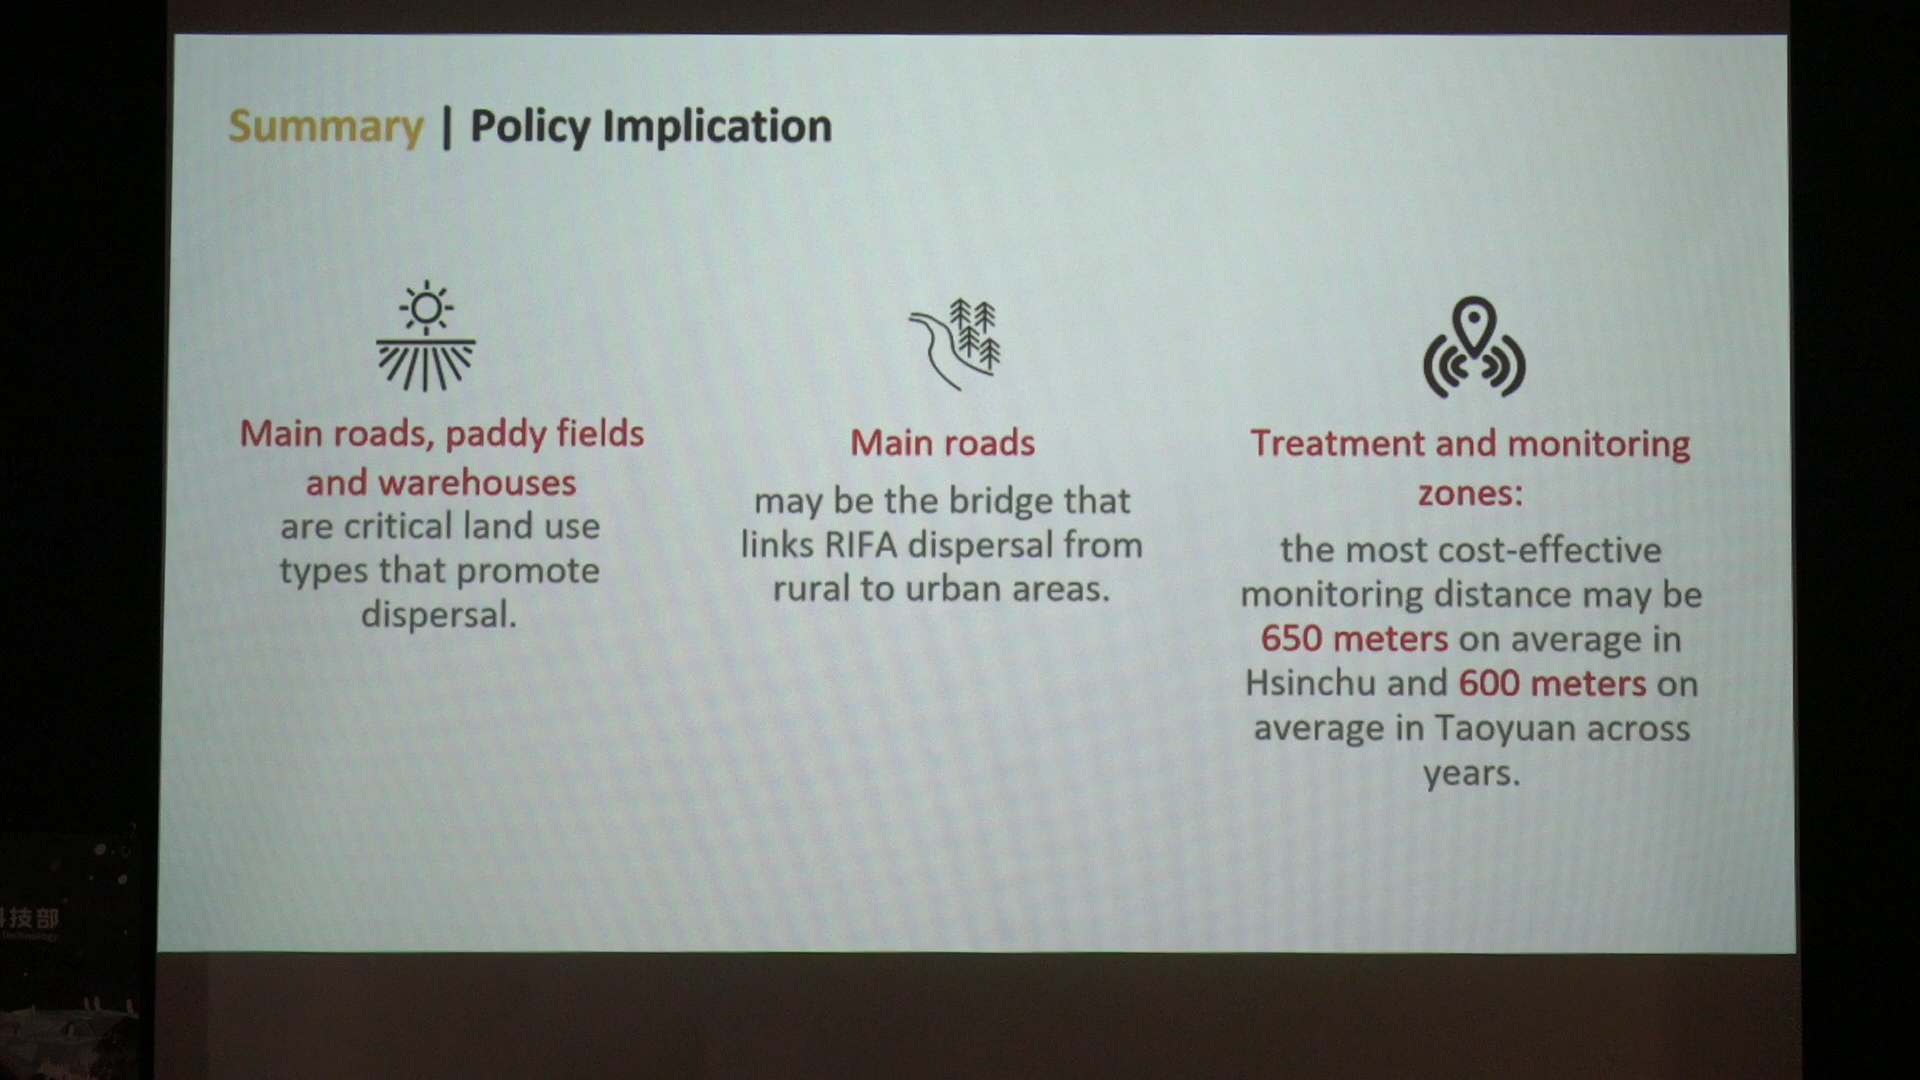 Summary | Policy Implication
Main roads, paddy fields
and warehouses
are critical land use
types that promote
dispersal.
Main roads
may be the bridge that
links RIFA dispersal from
rural to urban areas.
Treatment and monitoring
zones:
the most cost-effective
monitoring distance may be
650 meters on average in
Hsinchu and 600 meters on
average in Taoyuan across
years.
技部
Technology